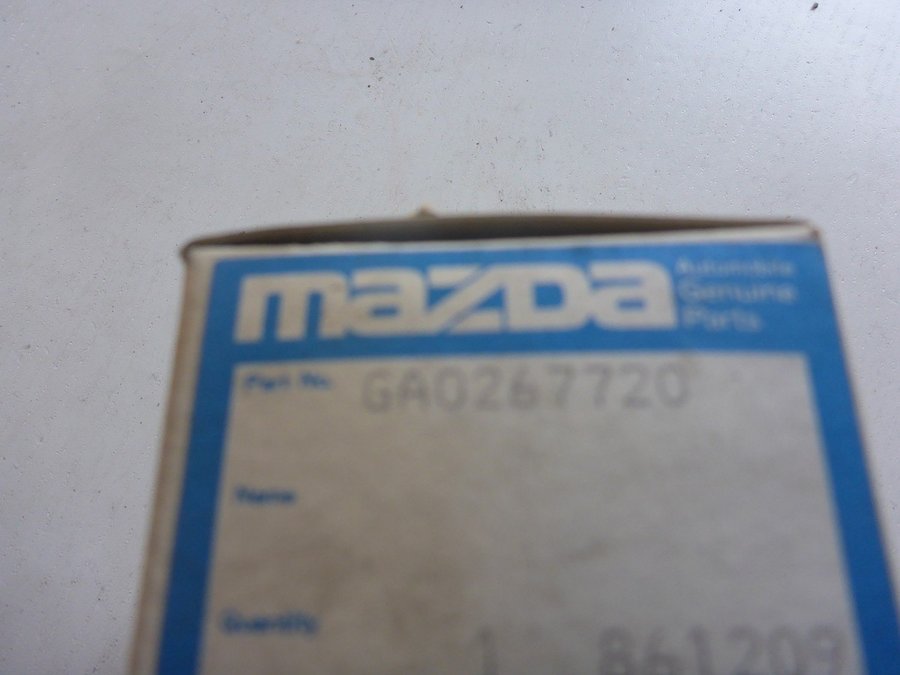 mazda
Automobile
Genuine
Parts
Part No. GA0267720
Name
Quantity 1 861209